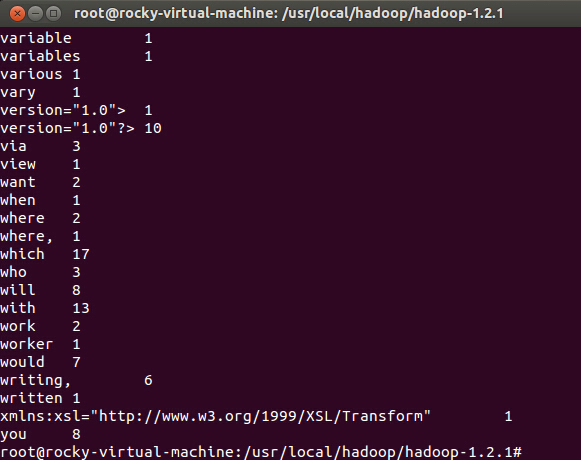 root@rocky-virtual-machine: /usr/local/hadoop/hadoop-1.2.1
variable 1
variables 1
various 1
vary 1
version="1.0"> 1
version="1.0"?> 10
via 3
view 1
want 2
when 1
where 2
where, 1
which 17
who 3
will 8
with 13
work 2
worker 1
would 7
writing, 6
written 1
xmlns:xsl="http://www.w3.org/1999/XSL/Transform" 1
you 8
root@rocky-virtual-machine:/usr/local/hadoop/hadoop-1.2.1#